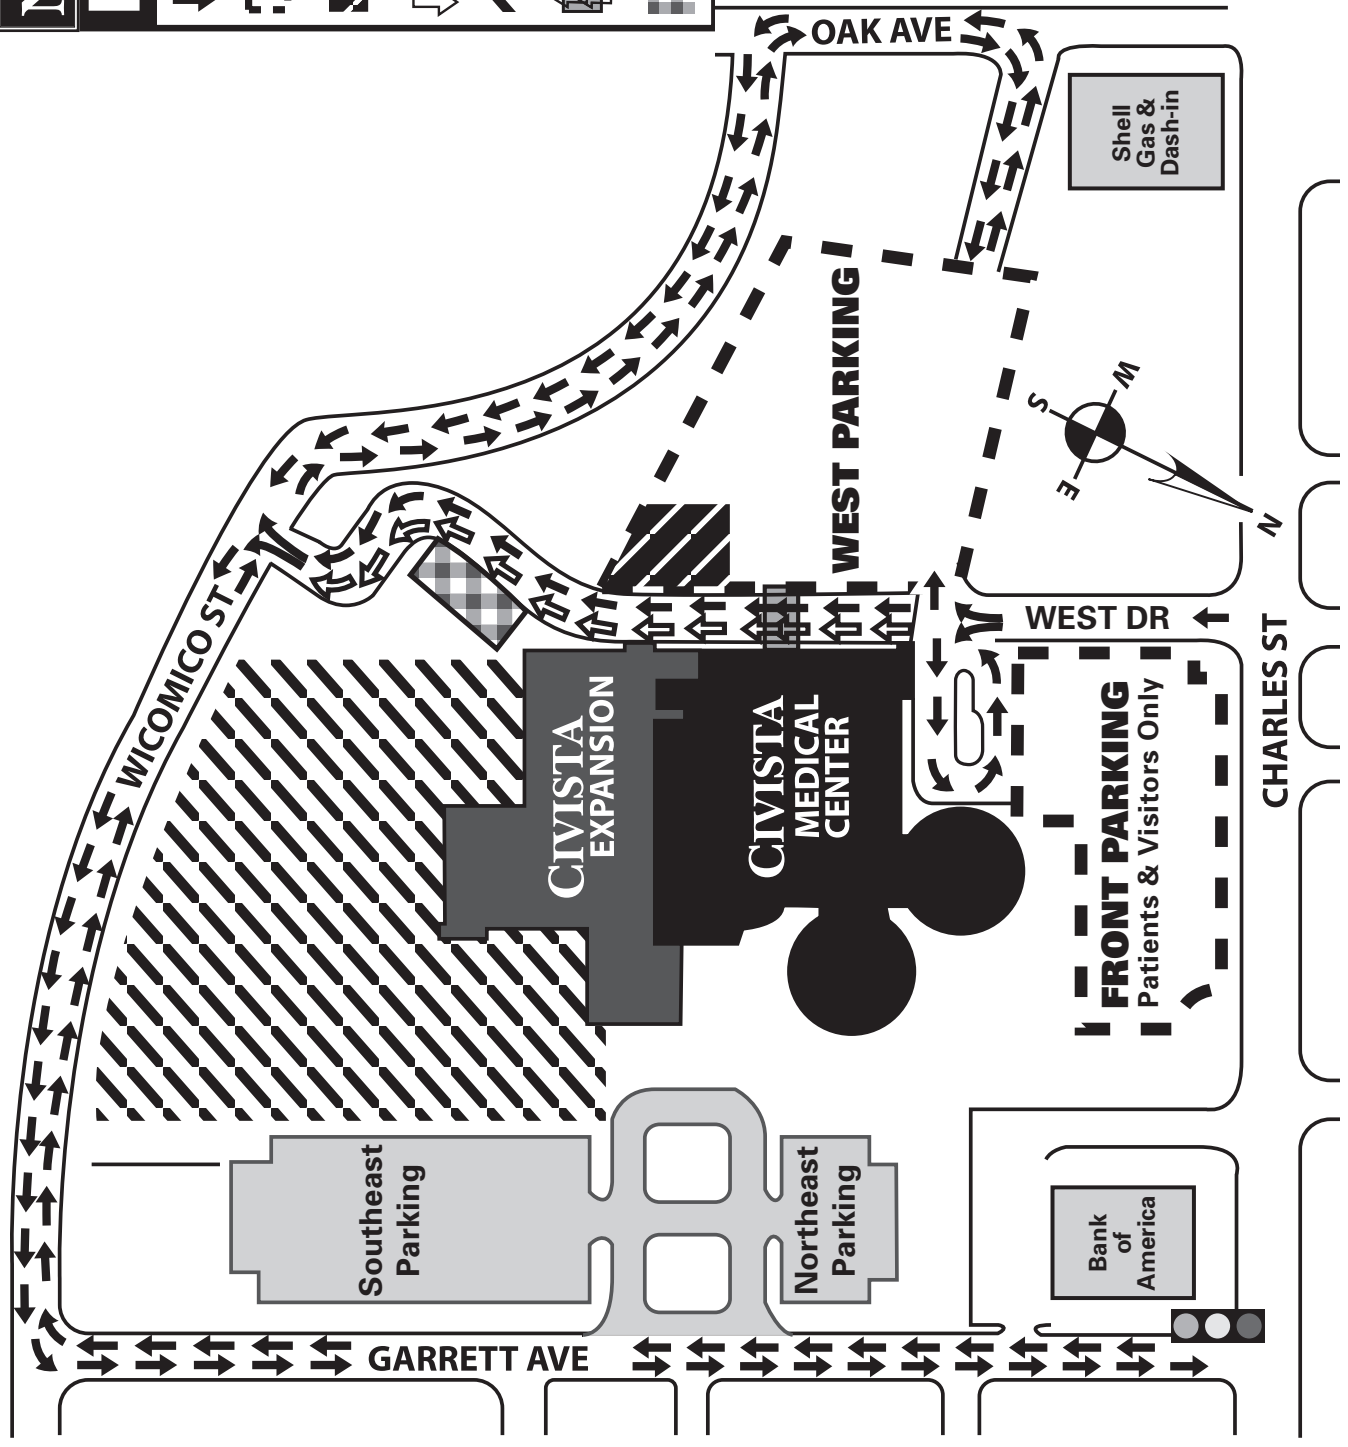 OAK AVE
Shell
Gas &
Dash-in
WEST PARKING
S
W
E
N
WICOMICO ST
WEST DR
CHARLES ST
CIVISTA
EXPANSION
CIVISTA
MEDICAL
CENTER
FRONT PARKING
Patients & Visitors Only
Southeast
Parking
Northeast
Parking
Bank
of
America
GARRETT AVE